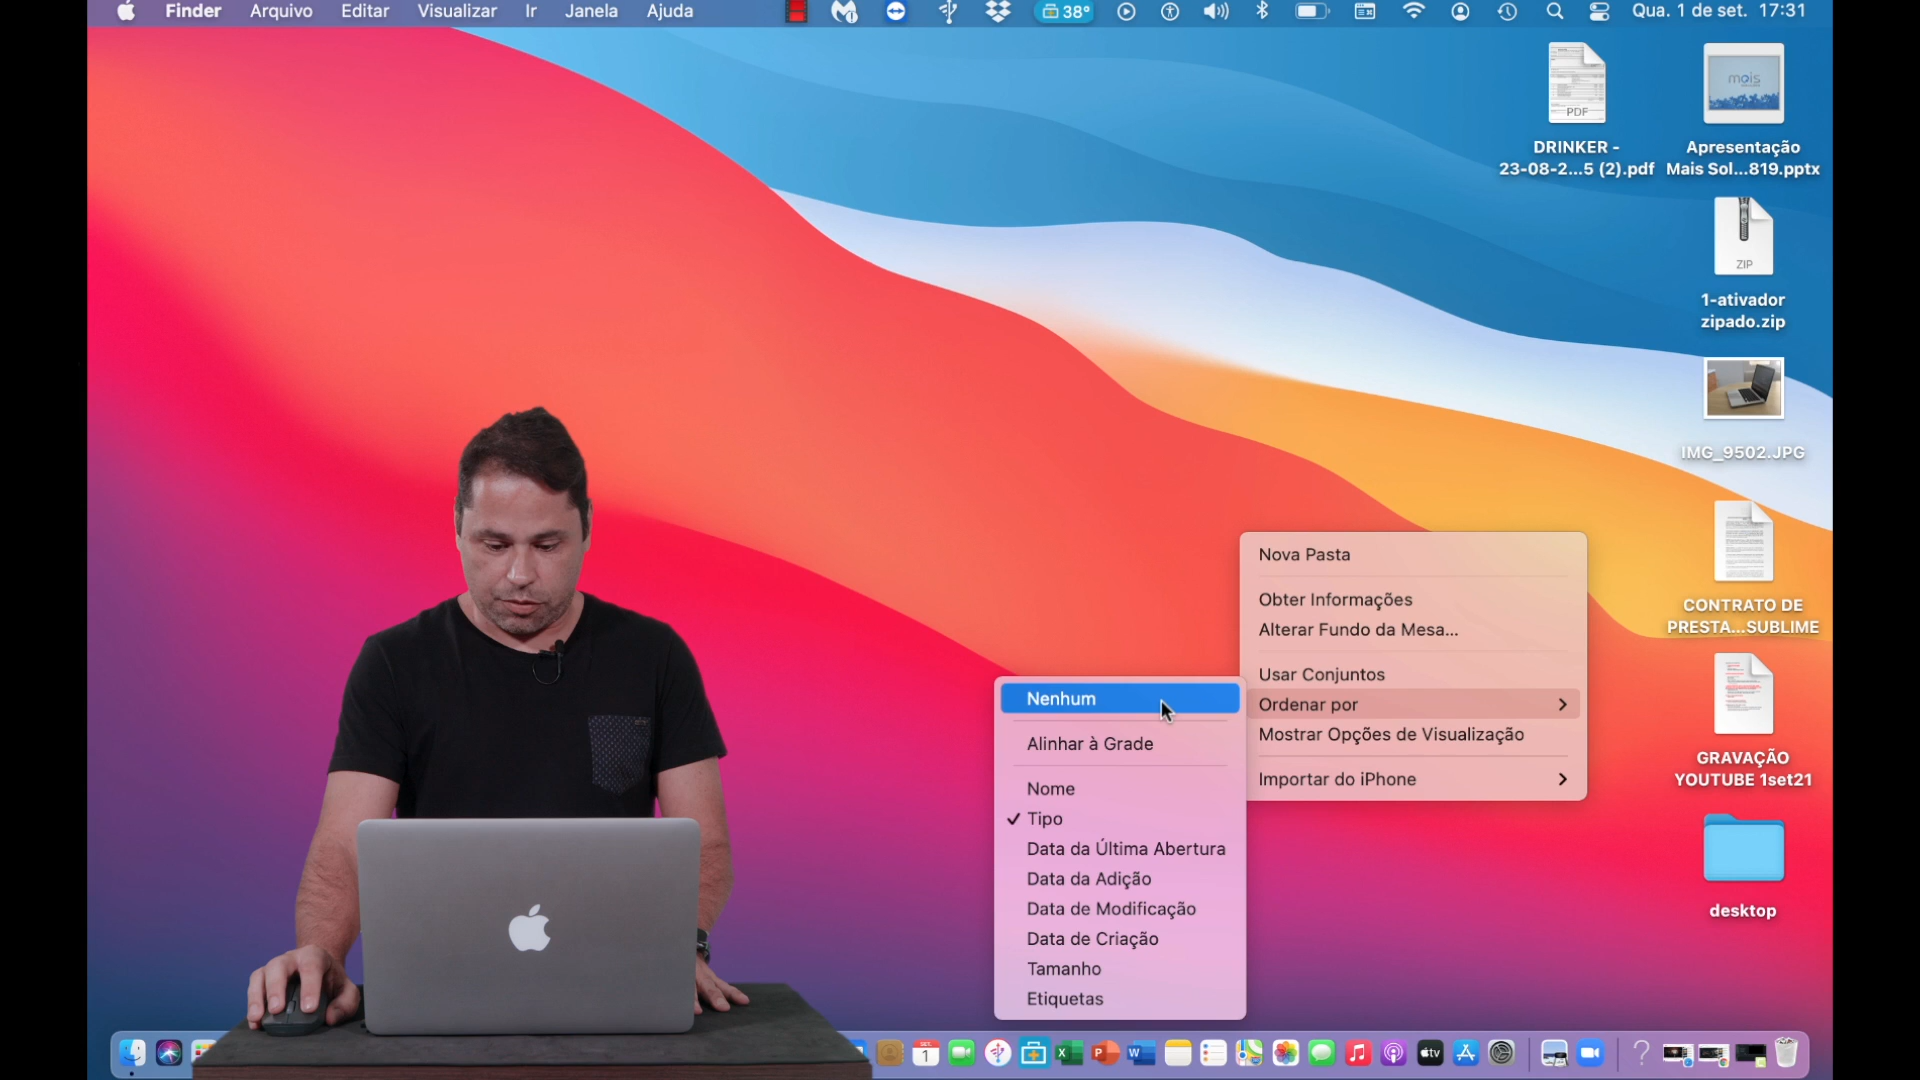 Finder Arquivo Editar Visualizar Ir Janela Ajuda 38° Qua. 1 de set. 17:31
PDF
DRINKER -
23-08-2...5 (2).pdf
mais
Apresentação
Mais Sol...819.pptx
ZIP
1-ativador
zipado.zip
IMG_9502.JPG
CONTRATO DE
PRESTA...SUBLIME
GRAVAÇÃO
YOUTUBE 1set21
desktop
Nova Pasta
Obter Informações
Alterar Fundo da Mesa...
Usar Conjuntos
Ordenar por
Mostrar Opções de Visualização
Importar do iPhone
Nenhum
Alinhar à Grade
Nome
Tipo
Data da Última Abertura
Data da Adição
Data de Modificação
Data de Criação
Tamanho
Etiquetas
SET. 1 X P W tv ?